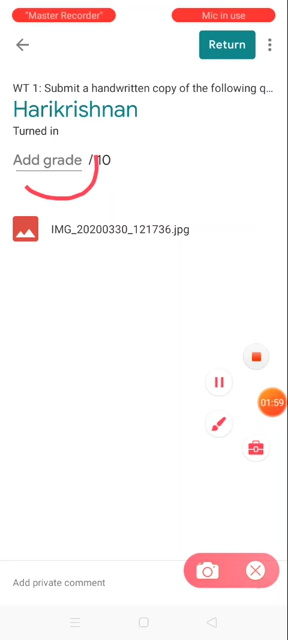 "Master Recorder"
Mic in use
Return
WT 1: Submit a handwritten copy of the following q...
Harikrishnan
Turned in
Add grade / 10
IMG_20200330_121736.jpg
01:59
Add private comment